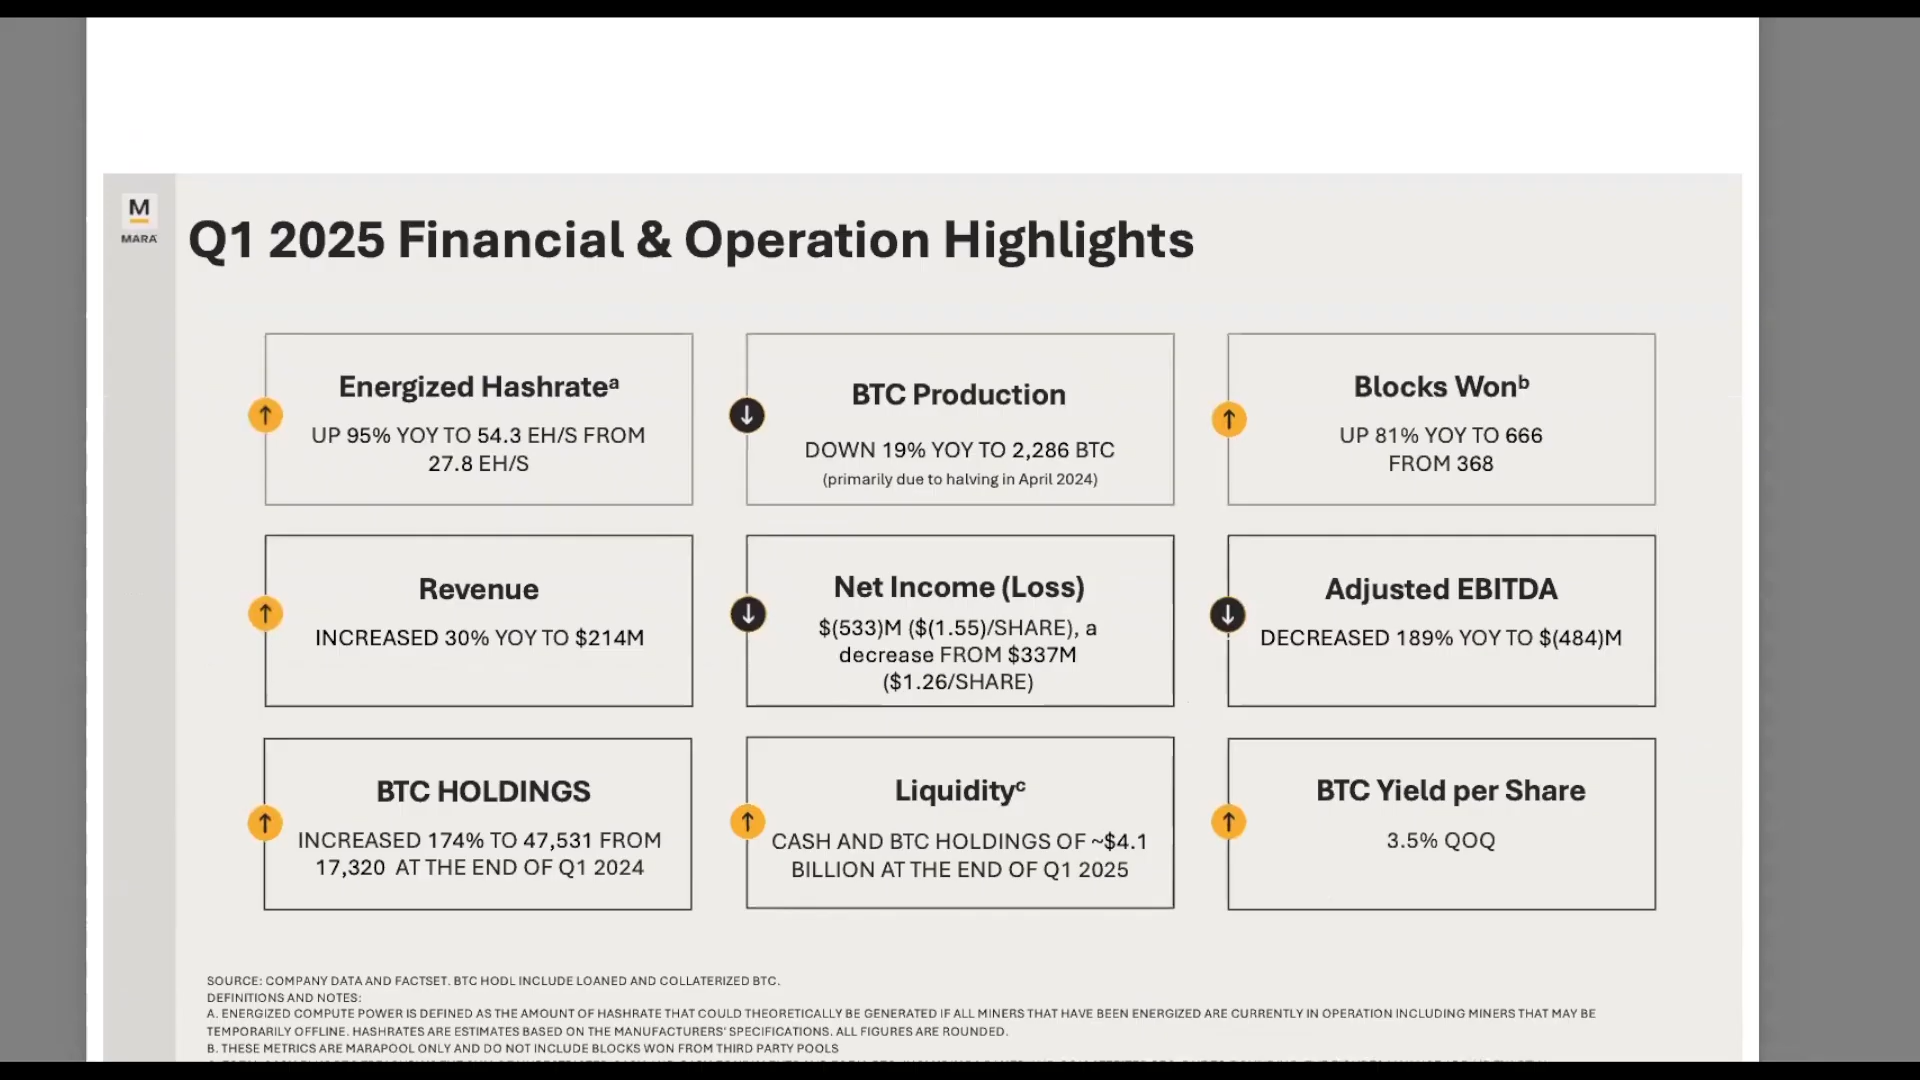 M
MARA
Q1 2025 Financial & Operation Highlights
Energized Hashrateᵃ
UP 95% YOY TO 54.3 EH/S FROM
27.8 EH/S
BTC Production
DOWN 19% YOY TO 2,286 BTC
(primarily due to halving in April 2024)
Blocks Wonᵇ
UP 81% YOY TO 666
FROM 368
Revenue
INCREASED 30% YOY TO $214M
Net Income (Loss)
$(533)M ($(1.55)/SHARE), a
decrease FROM $337M
($1.26/SHARE)
Adjusted EBITDA
DECREASED 189% YOY TO $(484)M
BTC HOLDINGS
INCREASED 174% TO 47,531 FROM
17,320 AT THE END OF Q1 2024
Liquidityᶜ
CASH AND BTC HOLDINGS OF ~$4.1
BILLION AT THE END OF Q1 2025
BTC Yield per Share
3.5% QOQ
SOURCE: COMPANY DATA AND FACTSET. BTC HODL INCLUDE LOANED AND COLLATERIZED BTC.
DEFINITIONS AND NOTES:
A. ENERGIZED COMPUTE POWER IS DEFINED AS THE AMOUNT OF HASHRATE THAT COULD THEORETICALLY BE GENERATED IF ALL MINERS THAT HAVE BEEN ENERGIZED ARE CURRENTLY IN OPERATION INCLUDING MINERS THAT MAY BE
TEMPORARILY OFFLINE. HASHRATES ARE ESTIMATES BASED ON THE MANUFACTURERS' SPECIFICATIONS. ALL FIGURES ARE ROUNDED.
B. THESE METRICS ARE MARAPOOL ONLY AND DO NOT INCLUDE BLOCKS WON FROM THIRD PARTY POOLS